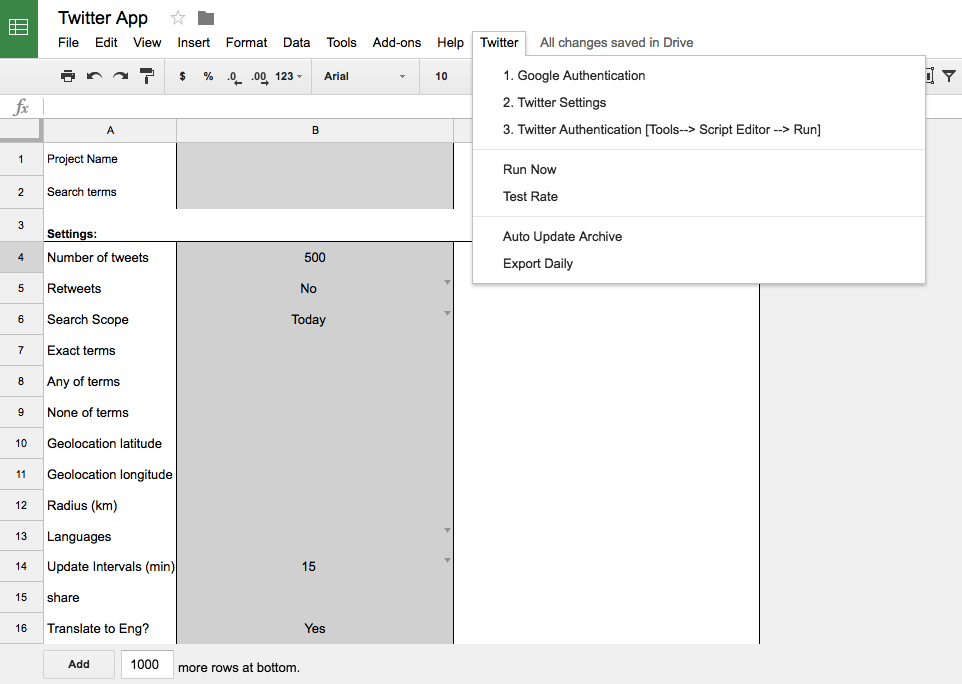 Twitter App
File Edit View Insert Format Data Tools Add-ons Help Twitter All changes saved in Drive
$ % .0 .00 123 Arial 10
1. Google Authentication
2. Twitter Settings
3. Twitter Authentication [Tools--> Script Editor --> Run]
Run Now
Test Rate
Auto Update Archive
Export Daily
fx
A B
1 Project Name
2 Search terms
3 Settings:
4 Number of tweets 500
5 Retweets No
6 Search Scope Today
7 Exact terms
8 Any of terms
9 None of terms
10 Geolocation latitude
11 Geolocation longitude
12 Radius (km)
13 Languages
14 Update Intervals (min) 15
15 share
16 Translate to Eng? Yes
Add 1000 more rows at bottom.